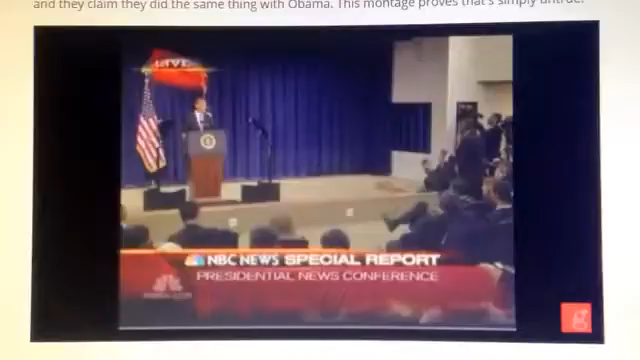 and they claim they did the same thing with Obama. This montage proves that's simply untrue.
LIVE
NBC NEWS SPECIAL REPORT
PRESIDENTIAL NEWS CONFERENCE